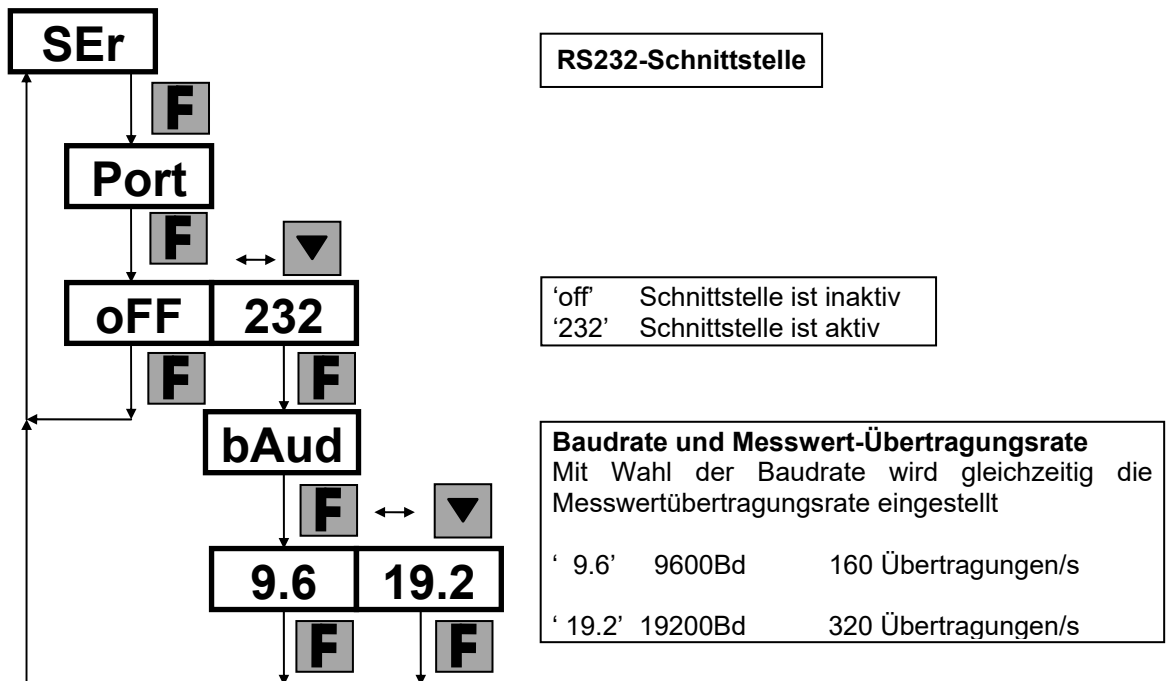 SEr
RS232-Schnittstelle
F
Port
F
oFF 232
‘off’ Schnittstelle ist inaktiv
‘232’ Schnittstelle ist aktiv
F F
bAud
Baudrate und Messwert-Übertragungsrate
Mit Wahl der Baudrate wird gleichzeitig die
Messwertübertragungsrate eingestellt
F
‘ 9.6’ 9600Bd 160 Übertragungen/s
9.6 19.2
‘ 19.2’ 19200Bd 320 Übertragungen/s
F F